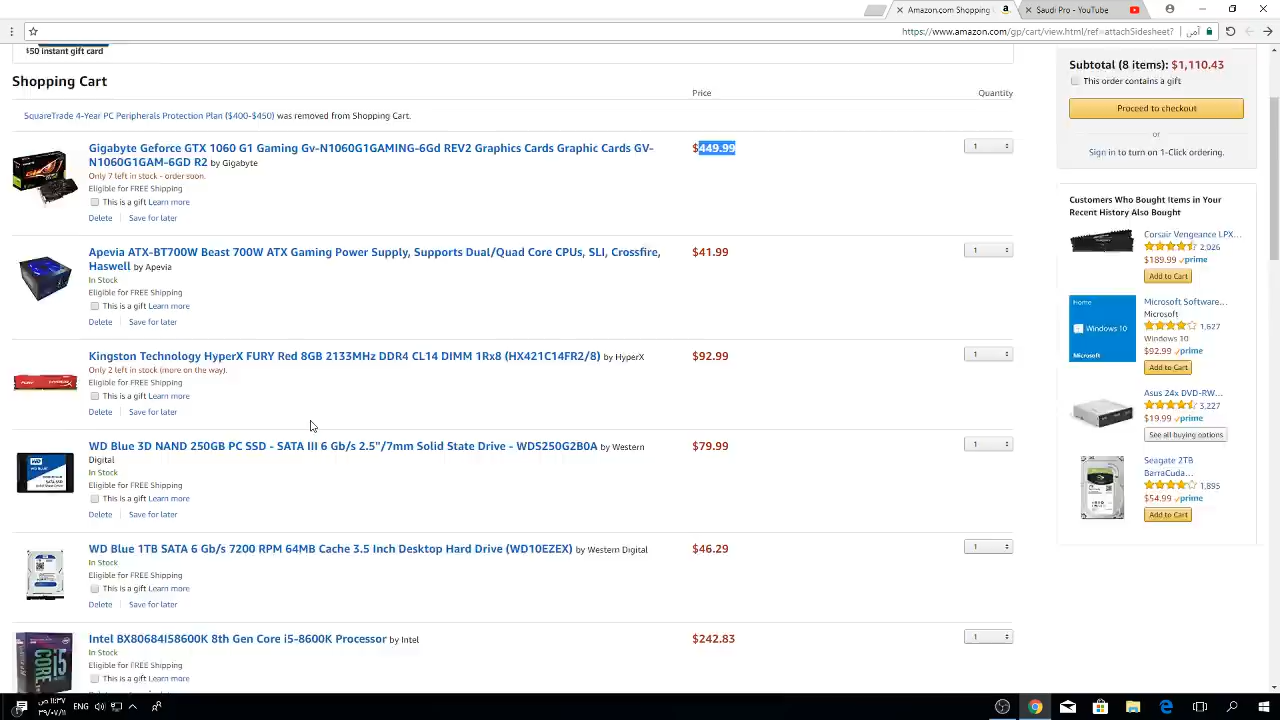 Amazon.com Shopping
Saudi Pro - YouTube
https://www.amazon.com/gp/cart/view.html/ref=attachSidesheet?
آمن
$50 instant gift card
Shopping Cart
Price
Quantity
SquareTrade 4-Year PC Peripherals Protection Plan ($400-$450) was removed from Shopping Cart.
Gigabyte Geforce GTX 1060 G1 Gaming Gv-N1060G1GAMING-6Gd REV2 Graphics Cards Graphic Cards GV-
N1060G1GAM-6GD R2 by Gigabyte
$449.99
1
Only 7 left in stock - order soon.
Eligible for FREE Shipping
This is a gift Learn more
Delete
Save for later
Apevia ATX-BT700W Beast 700W ATX Gaming Power Supply, Supports Dual/Quad Core CPUs, SLI, Crossfire,
Haswell by Apevia
$41.99
1
In Stock
Eligible for FREE Shipping
This is a gift Learn more
Delete
Save for later
Kingston Technology HyperX FURY Red 8GB 2133MHz DDR4 CL14 DIMM 1Rx8 (HX421C14FR2/8) by HyperX
$92.99
1
Only 2 left in stock (more on the way).
Eligible for FREE Shipping
This is a gift Learn more
Delete
Save for later
WD Blue 3D NAND 250GB PC SSD - SATA III 6 Gb/s 2.5"/7mm Solid State Drive - WDS250G2B0A by Western
Digital
$79.99
1
In Stock
Eligible for FREE Shipping
This is a gift Learn more
Delete
Save for later
WD Blue 1TB SATA 6 Gb/s 7200 RPM 64MB Cache 3.5 Inch Desktop Hard Drive (WD10EZEX) by Western Digital
$46.29
1
In Stock
Eligible for FREE Shipping
This is a gift Learn more
Delete
Save for later
Intel BX80684I58600K 8th Gen Core i5-8600K Processor by Intel
$242.83
1
In Stock
Eligible for FREE Shipping
This is a gift Learn more
Subtotal (8 items): $1,110.43
This order contains a gift
Proceed to checkout
or
Sign in to turn on 1-Click ordering.
Customers Who Bought Items in Your
Recent History Also Bought
Corsair Vengeance LPX...
2,026
$189.99 prime
Add to Cart
Home
Windows 10
Microsoft
Microsoft Software...
Microsoft
1,627
Windows 10
$92.99 prime
Add to Cart
Asus 24x DVD-RW...
3,227
$19.99 prime
See all buying options
Seagate 2TB
BarraCuda...
1,895
$54.99 prime
Add to Cart
WD BLUE
CORE i5
ENG